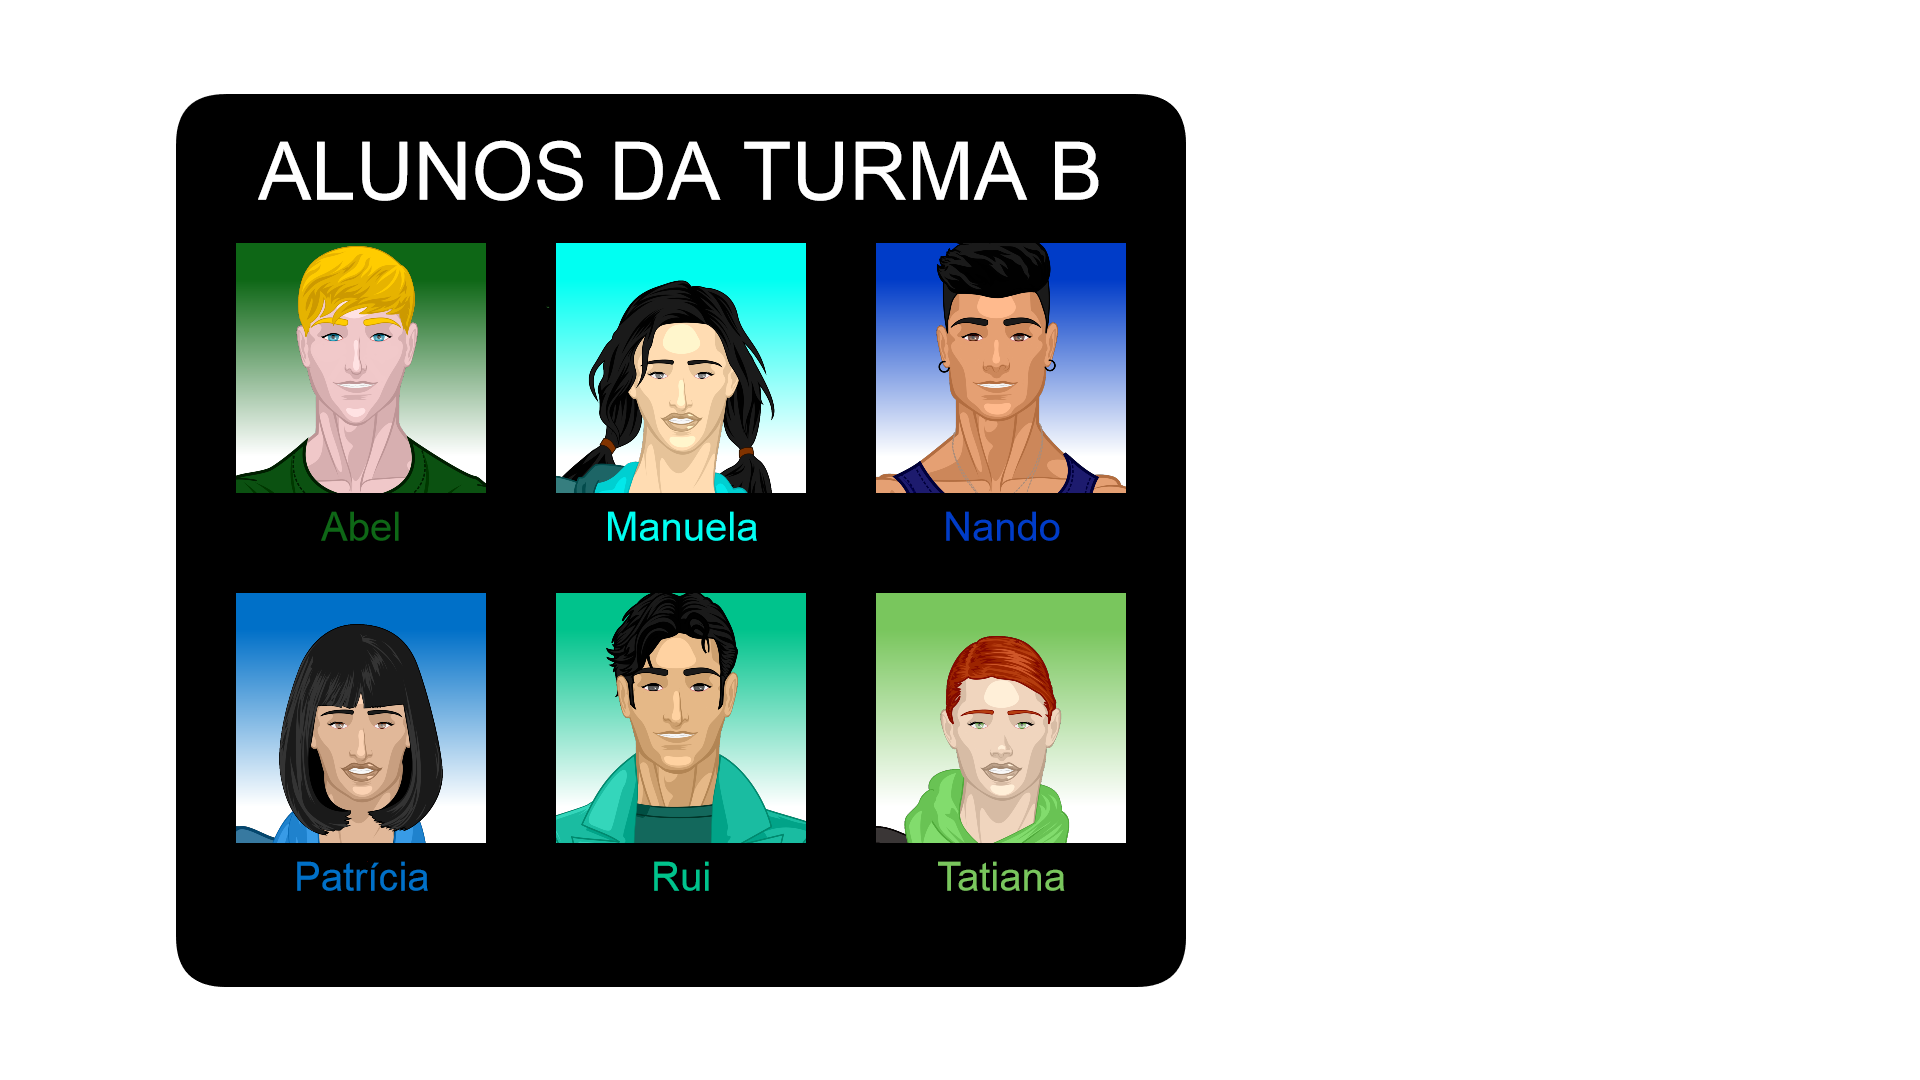 ALUNOS DA TURMA B
Abel
Manuela
Nando
Patrícia
Rui
Tatiana